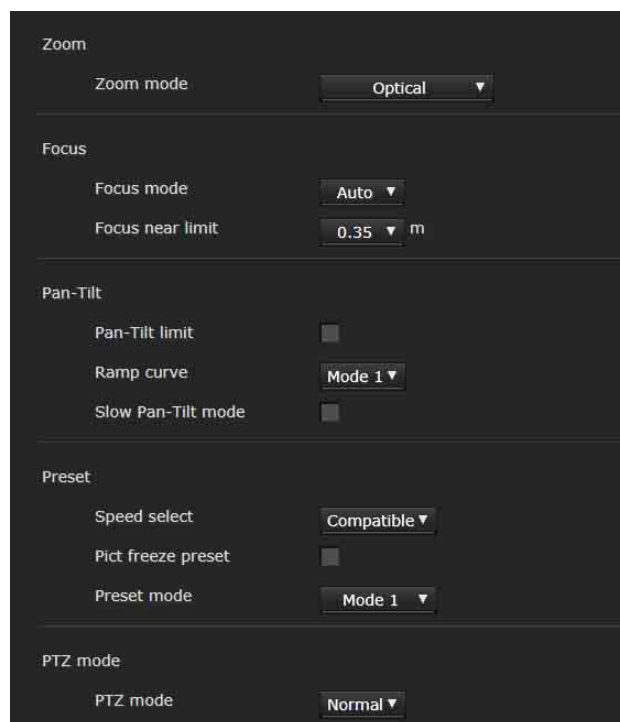 Zoom
Zoom mode Optical ▼
Focus
Focus mode Auto ▼
Focus near limit 0.35 ▼ m
Pan-Tilt
Pan-Tilt limit
Ramp curve Mode 1 ▼
Slow Pan-Tilt mode
Preset
Speed select Compatible ▼
Pict freeze preset
Preset mode Mode 1 ▼
PTZ mode
PTZ mode Normal ▼